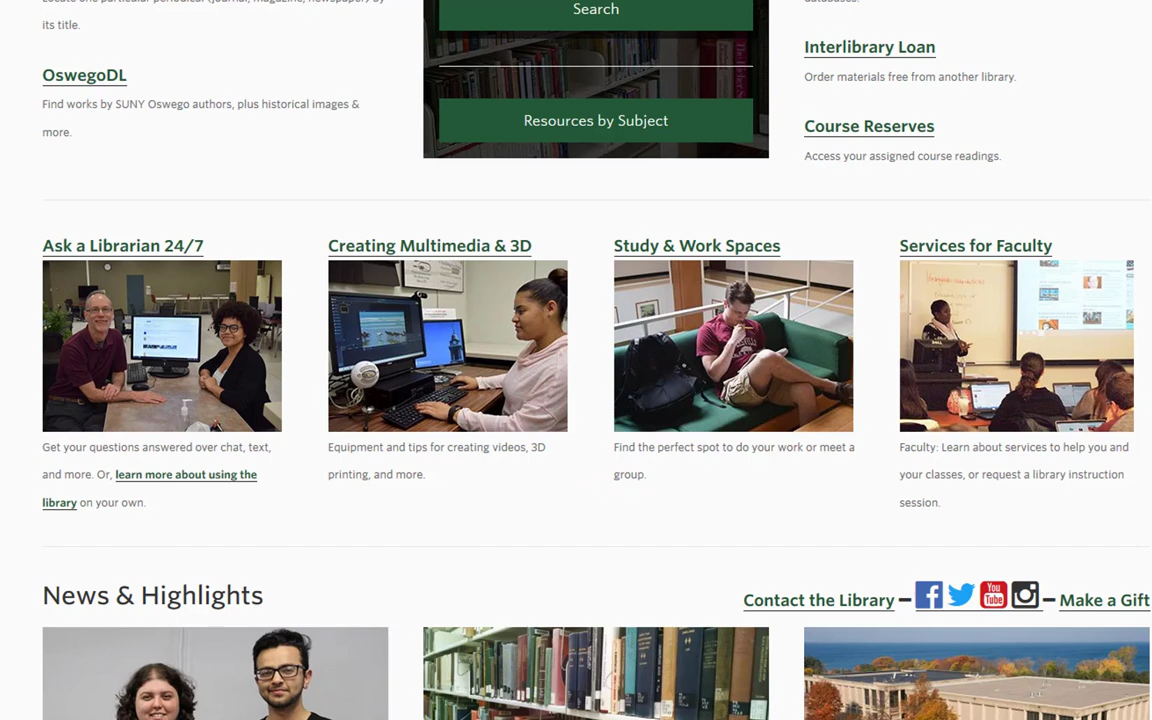 its title.
OswegoDL
Find works by SUNY Oswego authors, plus historical images &
more.
Search
Resources by Subject
Interlibrary Loan
Order materials free from another library.
Course Reserves
Access your assigned course readings.
Ask a Librarian 24/7
Get your questions answered over chat, text,
and more. Or, learn more about using the
library on your own.
Creating Multimedia & 3D
Equipment and tips for creating videos, 3D
printing, and more.
Study & Work Spaces
Find the perfect spot to do your work or meet a
group.
Services for Faculty
Faculty: Learn about services to help you and
your classes, or request a library instruction
session.
News & Highlights
Contact the Library – You Tube – Make a Gift